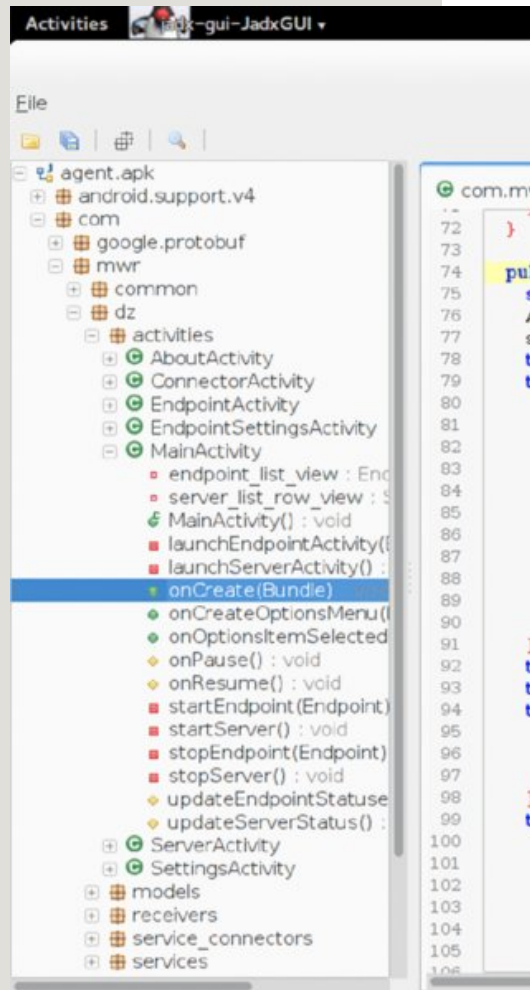 Activities jadx-gui-JadxGUI
File
agent.apk
android.support.v4
com
google.protobuf
mwr
common
dz
activities
AboutActivity
ConnectorActivity
EndpointActivity
EndpointSettingsActivity
MainActivity
endpoint_list_view : End
server_list_row_view : S
MainActivity() : void
launchEndpointActivity(E
launchServerActivity() :
onCreate(Bundle)
onCreateOptionsMenu(
onOptionsItemSelected
onPause() : void
onResume() : void
startEndpoint(Endpoint)
startServer() : void
stopEndpoint(Endpoint)
stopServer() : void
updateEndpointStatuse
updateServerStatus() :
ServerActivity
SettingsActivity
models
receivers
service_connectors
services
com.mw
72 }
73
74 pu
75 s
76 A
77 s
78 t
79 t
80
81
82
83
84
85
86
87
88
89
90
91 }
92 t
93 t
94 t
95
96
97
98 }
99 t
100
101
102
103
104
105
106